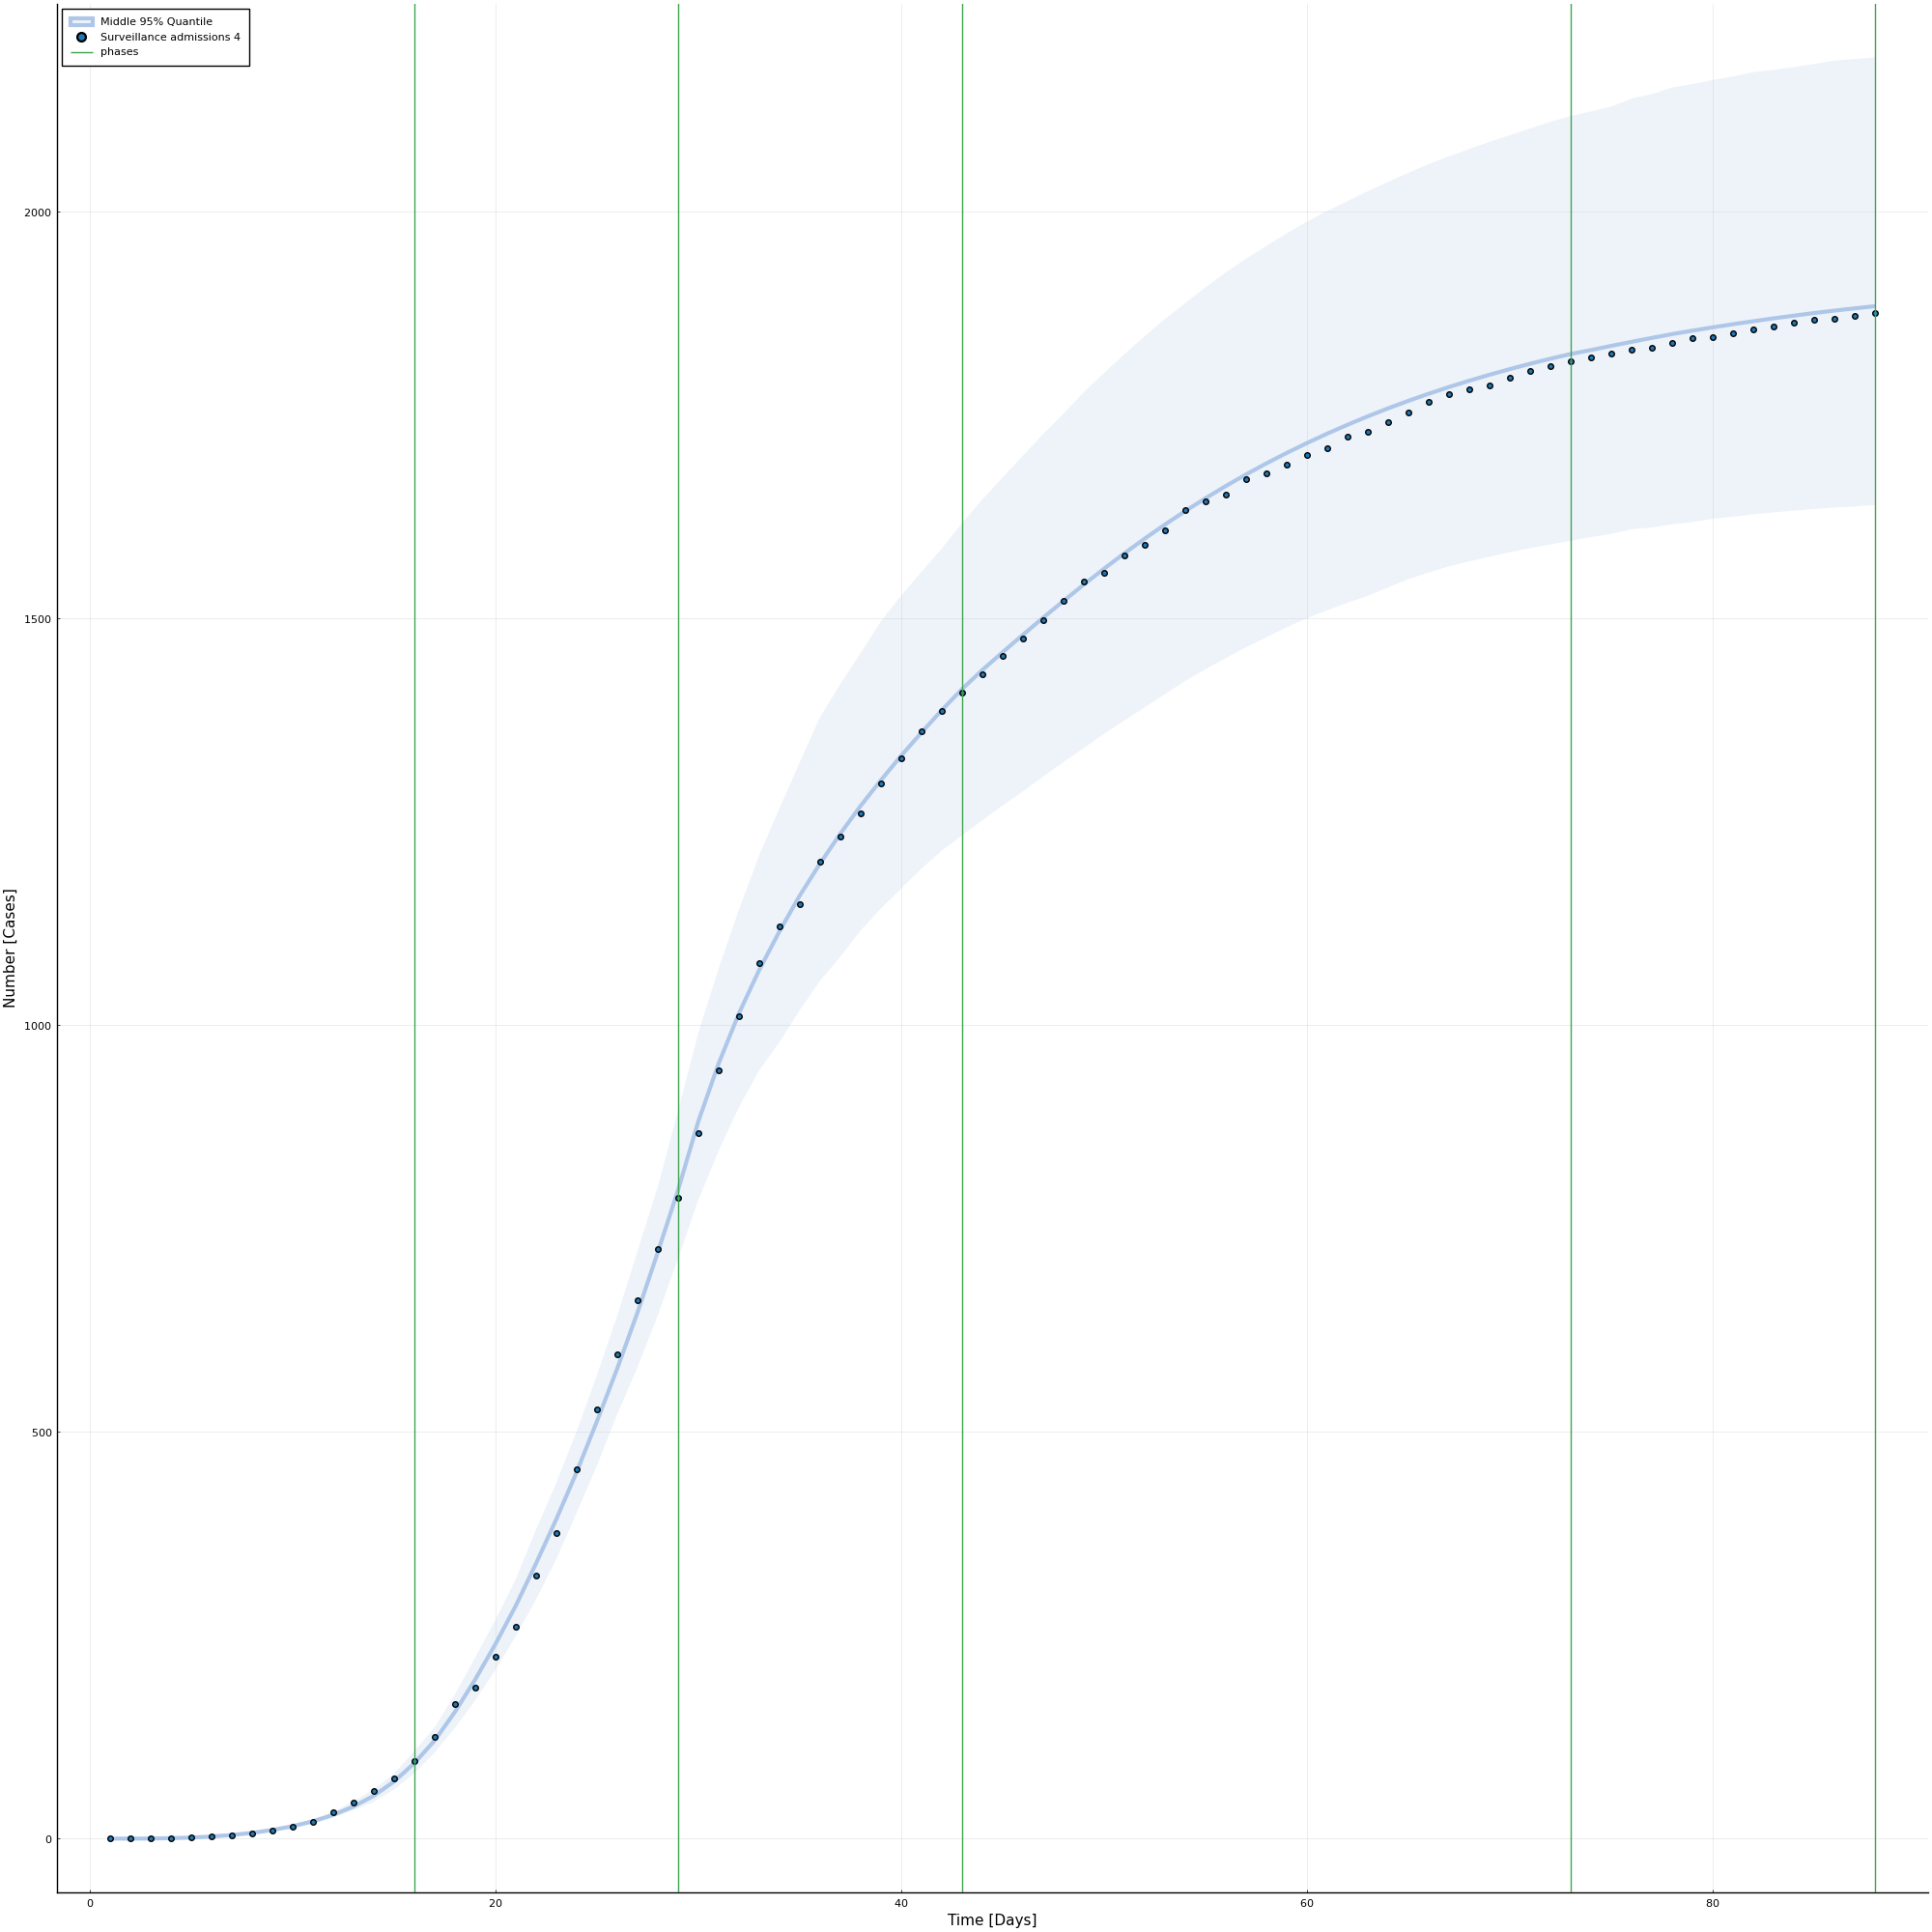 Middle 95% Quantile
Surveillance admissions 4
phases
2000
1500
1000
500
0
Number [Cases]
0 20 40 60 80
Time [Days]